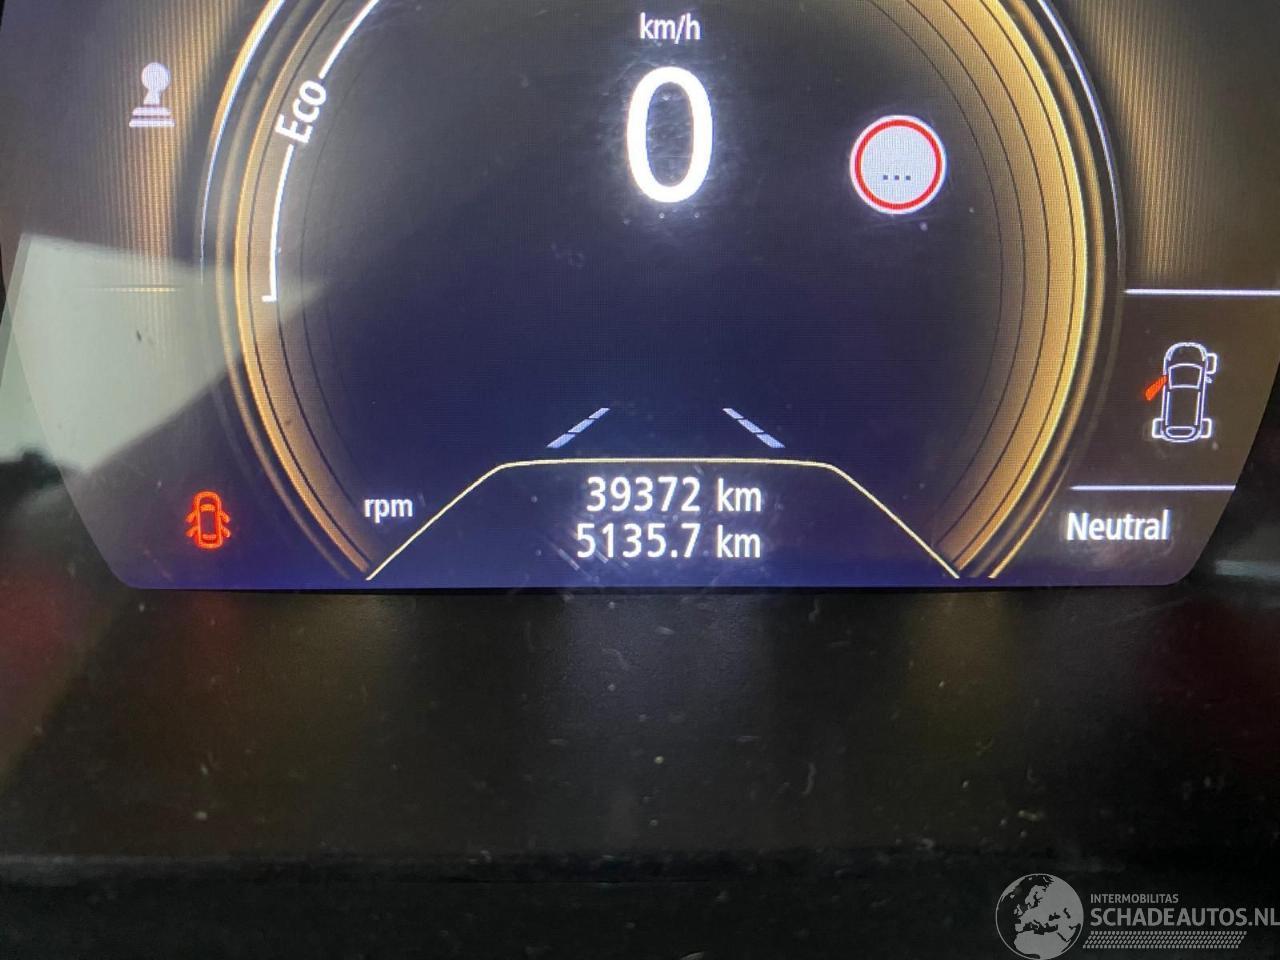 km/h
0
Eco
...
rpm
39372 km
5135.7 km
Neutral
INTERMOBILITAS
SCHADEAUTOS.NL